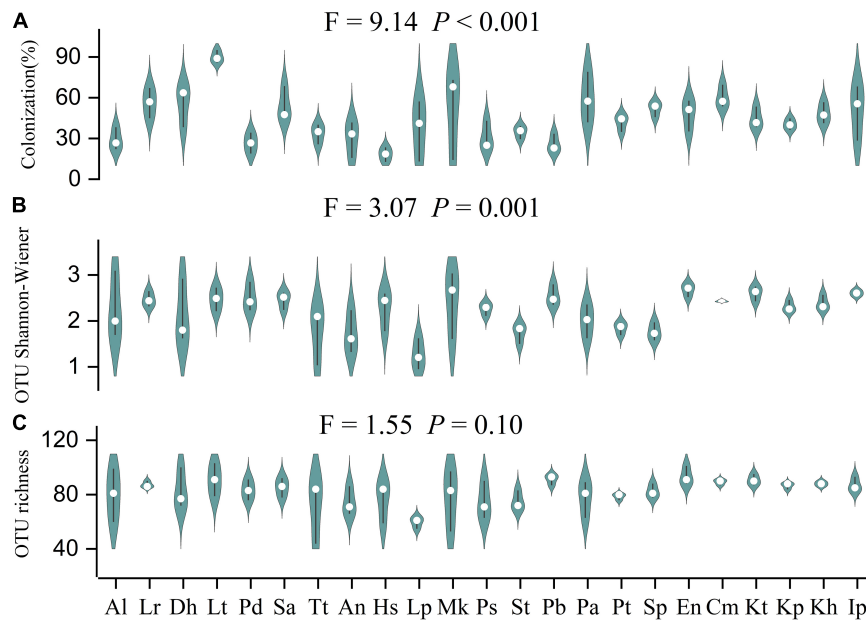 A
F = 9.14 P < 0.001
Colonization(%)
90
60
30
0
B
F = 3.07 P = 0.001
OTU Shannon-Wiener
3
2
1
C
F = 1.55 P = 0.10
OTU richness
120
80
40
Al Lr Dh Lt Pd Sa Tt An Hs Lp Mk Ps St Pb Pa Pt Sp En Cm Kt Kp Kh Ip